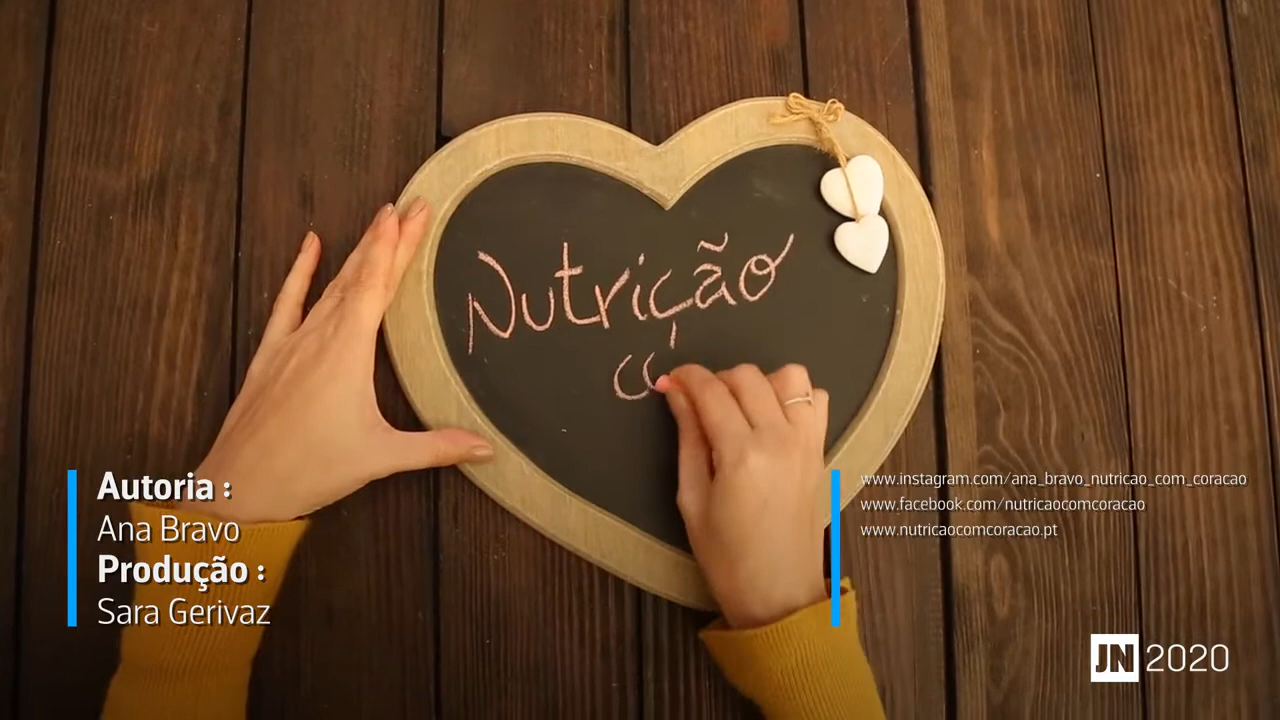 Nutrição
Autoria :
Ana Bravo
Produção :
Sara Gerivaz
www.instagram.com/ana_bravo_nutricao_com_coracao
www.facebook.com/nutricaocomcoracao
www.nutricaocomcoracao.pt
JN 2020